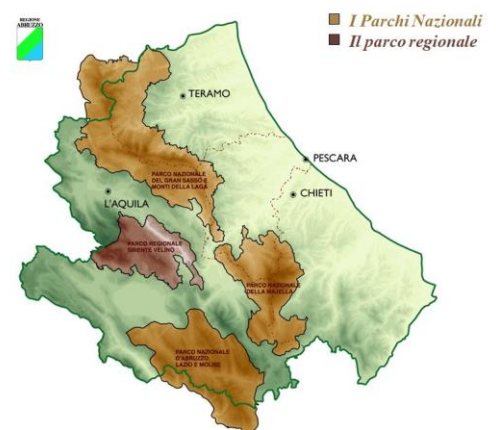 REGIONE
ABRUZZO
I Parchi Nazionali
Il parco regionale
TERAMO
PESCARA
CHIETI
L'AQUILA
PARCO NAZIONALE
DEL GRAN SASSO E
MONTI DELLA LAGA
PARCO REGIONALE
SIRENTE VELINO
PARCO NAZIONALE
DELLA MAJELLA
PARCO NAZIONALE
D'ABRUZZO
LAZIO E MOLISE